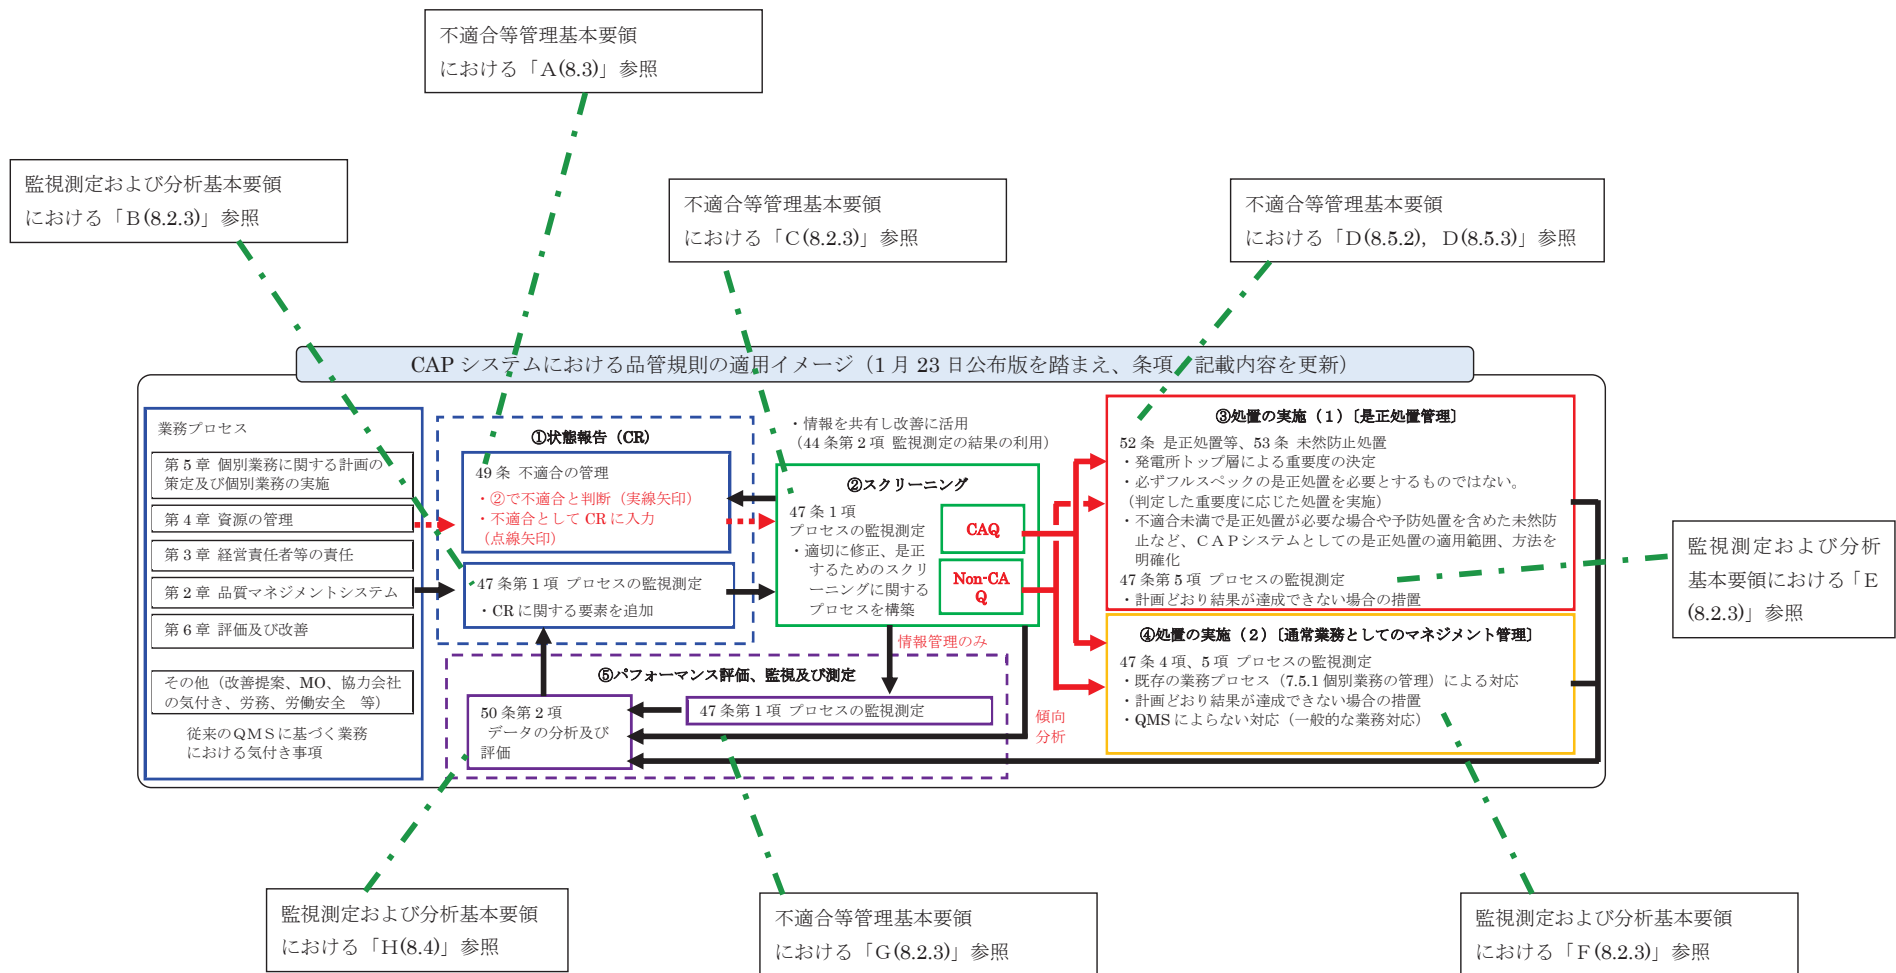 不適合等管理基本要領
における「A(8.3)」参照
監視測定および分析基本要領
における「B(8.2.3)」参照
不適合等管理基本要領
における「C(8.2.3)」参照
不適合等管理基本要領
における「D(8.5.2)，D(8.5.3)」参照
CAP システムにおける品管規則の適用イメージ（1 月 23 日公布版を踏まえ、条項／記載内容を更新）
業務プロセス
第 5 章 個別業務に関する計画の
策定及び個別業務の実施
第 4 章 資源の管理
第 3 章 経営責任者等の責任
第 2 章 品質マネジメントシステム
第 6 章 評価及び改善
その他（改善提案、MO、協力会社
の気付き、労務、労働安全　等）
従来のＱＭＳに基づく業務
における気付き事項
①状態報告（CR）
49 条 不適合の管理
・②で不適合と判断（実線矢印）
・不適合として CR に入力
（点線矢印）
47 条第 1 項 プロセスの監視測定
・CR に関する要素を追加
・情報を共有し改善に活用
（44 条第 2 項 監視測定の結果の利用）
②スクリーニング
47 条 1 項
プロセスの監視測定
・適切に修正、是正
するためのスクリ
ーニングに関する
プロセスを構築
CAQ
Non-CA
Q
情報管理のみ
③処置の実施（１）〔是正処置管理〕
52 条 是正処置等、53 条 未然防止処置
・発電所トップ層による重要度の決定
・必ずフルスペックの是正処置を必要とするものではない。
（判定した重要度に応じた処置を実施）
・不適合未満で是正処置が必要な場合や予防処置を含めた未然防
止など、ＣＡＰシステムとしての是正処置の適用範囲、方法を
明確化
47 条第 5 項 プロセスの監視測定
・計画どおり結果が達成できない場合の措置
④処置の実施（２）〔通常業務としてのマネジメント管理〕
47 条 4 項、5 項 プロセスの監視測定
・既存の業務プロセス（7.5.1 個別業務の管理）による対応
・計画どおり結果が達成できない場合の措置
・QMS によらない対応（一般的な業務対応）
⑤パフォーマンス評価、監視及び測定
50 条第 2 項
データの分析及び
評価
47 条第 1 項 プロセスの監視測定
傾向
分析
監視測定および分析
基本要領における「E
(8.2.3)」参照
監視測定および分析基本要領
における「H(8.4)」参照
不適合等管理基本要領
における「G(8.2.3)」参照
監視測定および分析基本要領
における「F(8.2.3)」参照